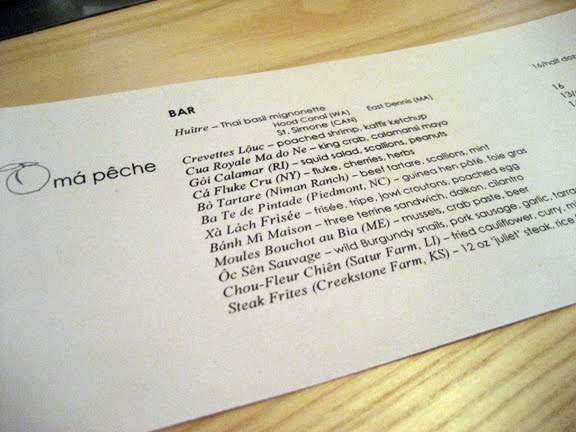 BAR
16/half doz
Huître – Thai basil mignonette
Hood Canal (WA) East Dennis (MA)
St. Simone (CAN)
má pêche
Crevettes Lộuc – poached shrimp, kaffir ketchup 16
Cua Royale Ma do Ne – king crab, calamansi mayo 13/
Gỏi Calamar (RI) – squid salad, scallions, peanuts
Cá Fluke Cru (NY) – fluke, cherries, herbs
Bò Tartare (Niman Ranch) – beef tartare, scallions, mint
Ba Te de Pintade (Piedmont, NC) – guinea hen pâté, foie gras
Xà Lách Frisée – frisée, tripe, jowl croutons, poached egg
Bánh Mì Maison – three terrine sandwich, daikon, cilantro
Moules Bouchot au Bia (ME) – mussels, crab paste, beer
Ốc Sên Sauvage – wild Burgundy snails, pork sausage, garlic,
Chou-Fleur Chiên (Satur Farm, LI) – fried cauliflower, curry,
Steak Frites (Creekstone Farm, KS) – 12 oz 'juliet' steak, rice